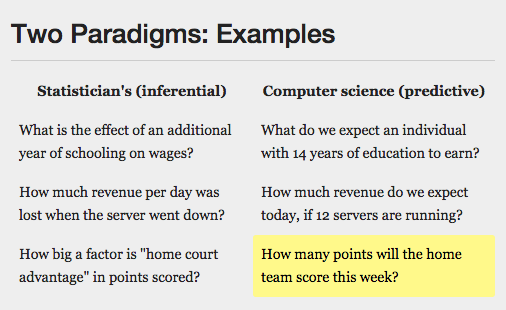 Two Paradigms: Examples
Statistician's (inferential)
Computer science (predictive)
What is the effect of an additional
year of schooling on wages?
What do we expect an individual
with 14 years of education to earn?
How much revenue per day was
lost when the server went down?
How much revenue do we expect
today, if 12 servers are running?
How big a factor is "home court
advantage" in points scored?
How many points will the home
team score this week?